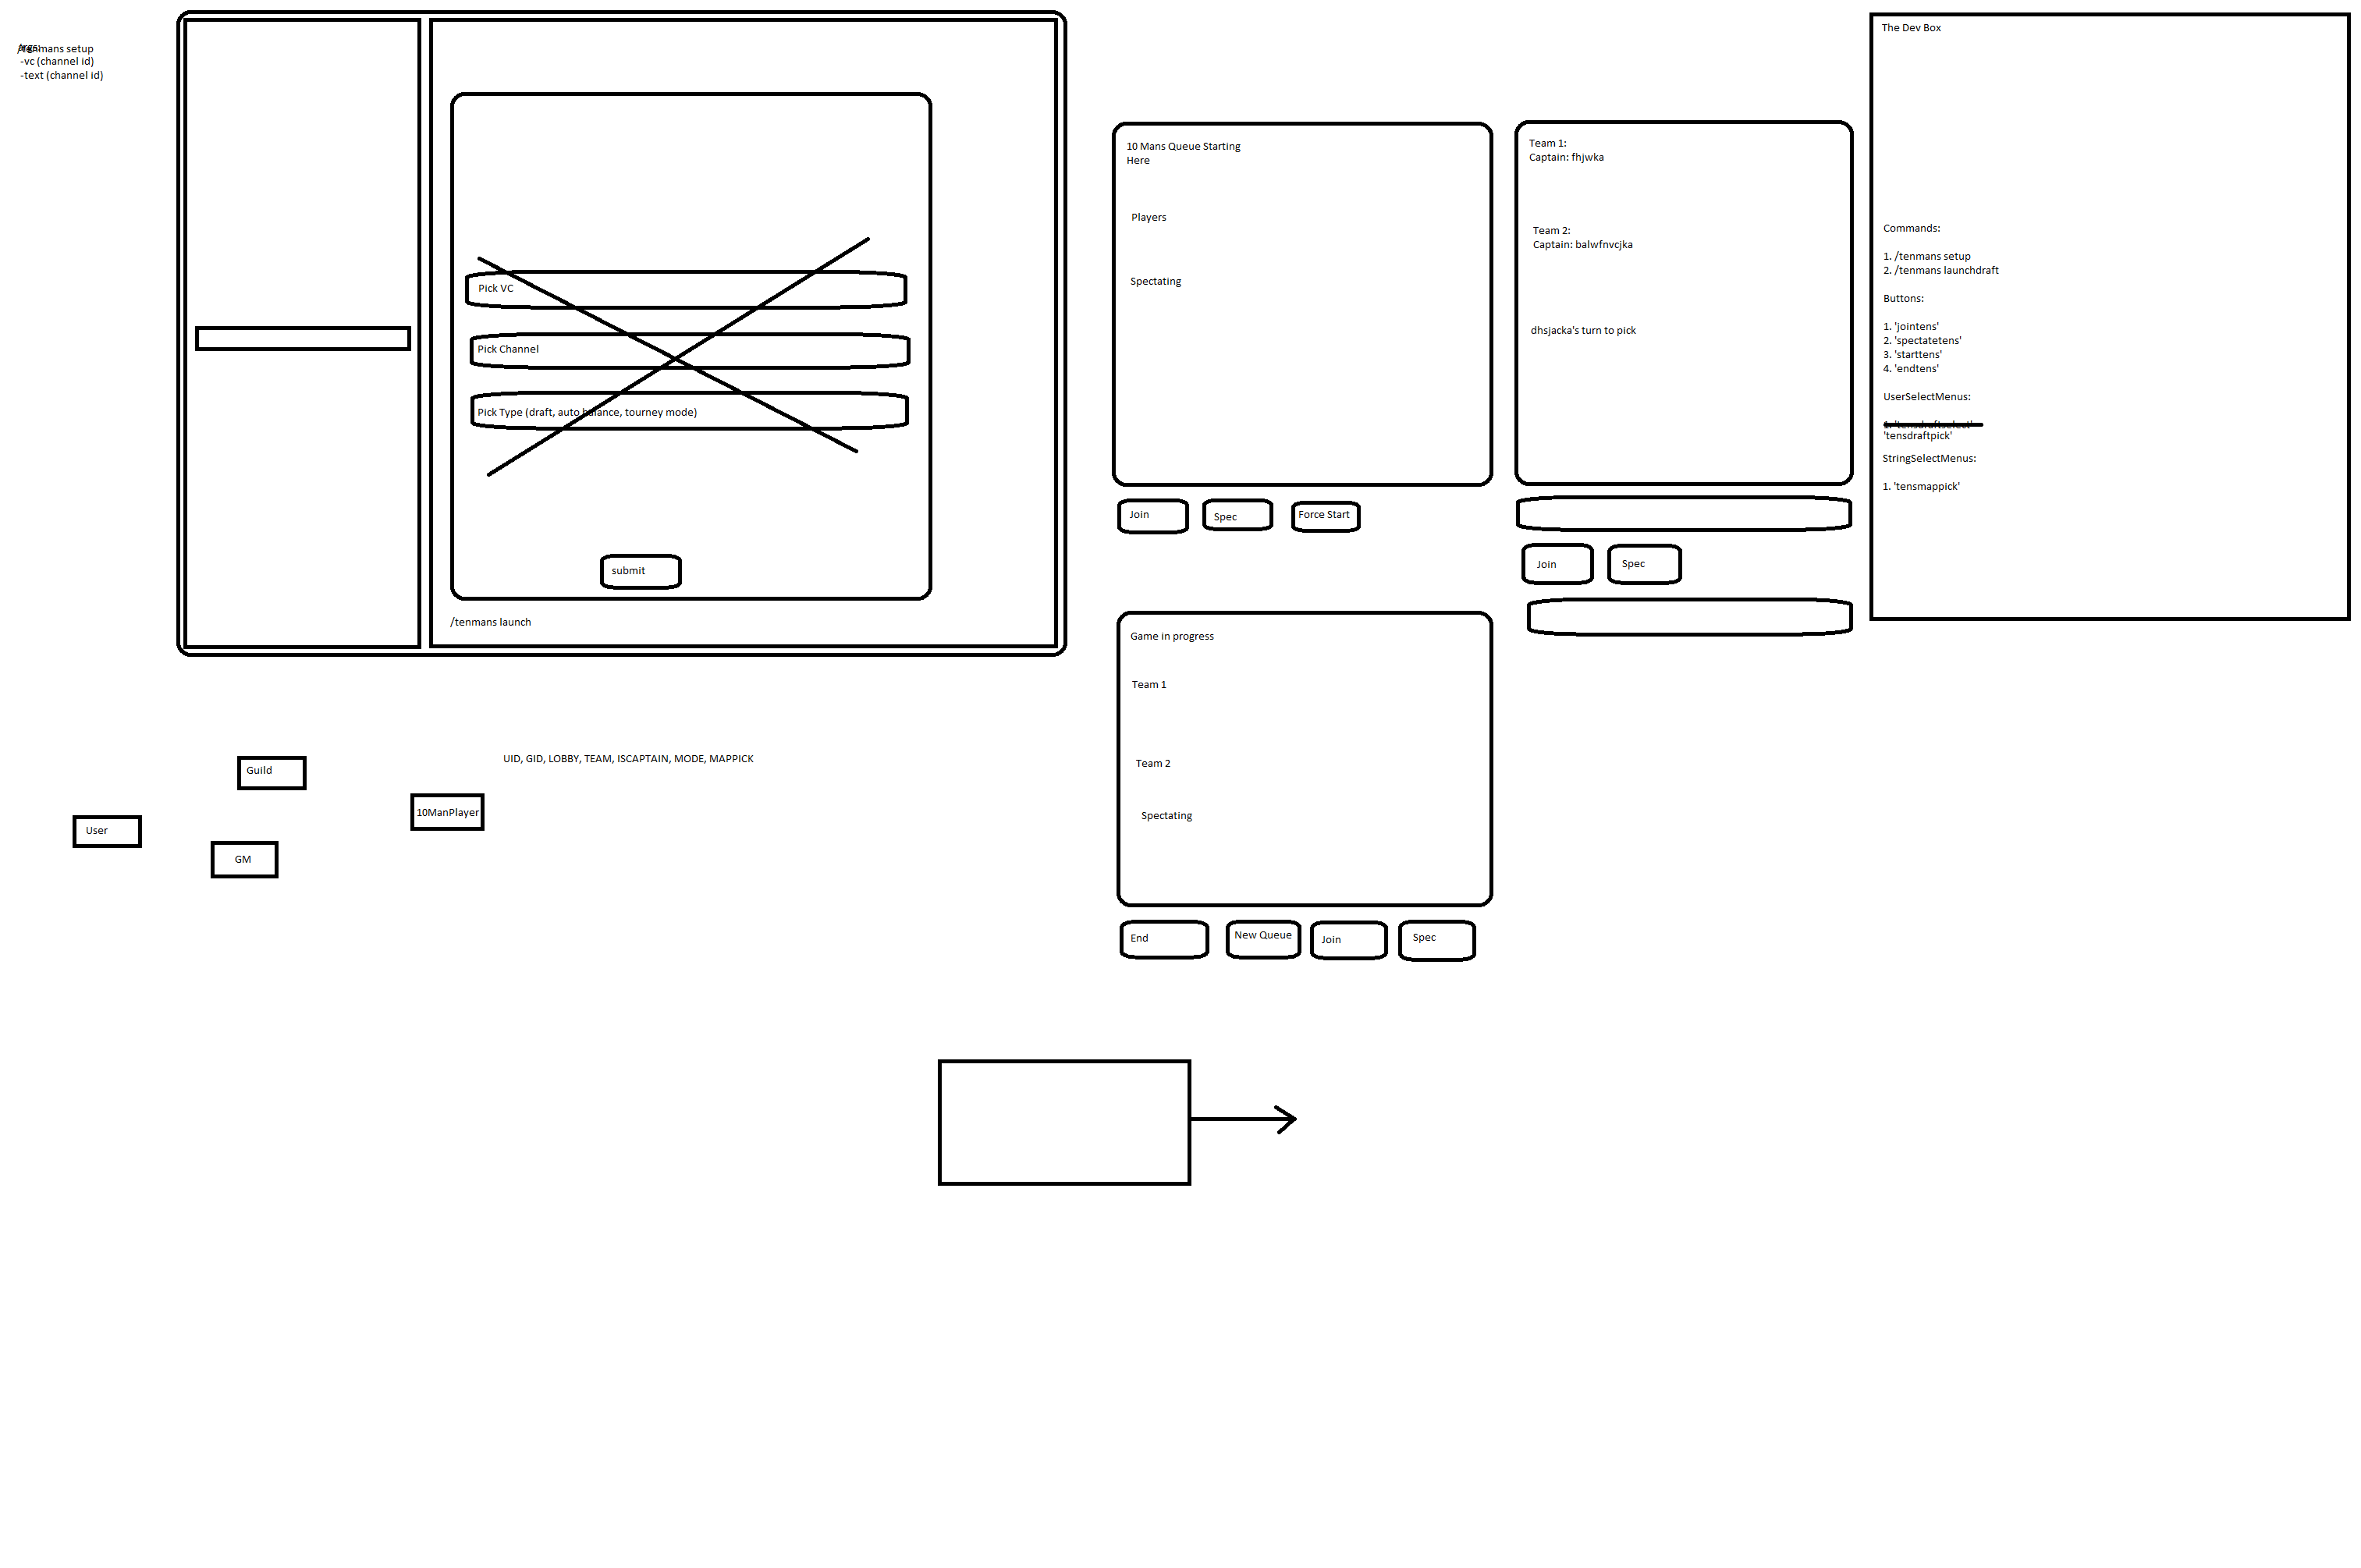 /tenmans setup
-vc (channel id)
-text (channel id)
Pick VC
Pick Channel
Pick Type (draft, auto balance, tourney mode)
submit
/tenmans launch
10 Mans Queue Starting
Here
Players
Spectating
Join
Spec
Force Start
Team 1:
Captain: fhjwka
Team 2:
Captain: balwfnvcjka
dhsjacka's turn to pick
Join
Spec
The Dev Box
Commands:
1. /tenmans setup
2. /tenmans launchdraft
Buttons:
1. 'jointens'
2. 'spectatetens'
3. 'starttens'
4. 'endtens'
UserSelectMenus:
1. 'tensdraftselect'
'tensdraftpick'
StringSelectMenus:
1. 'tensmappick'
Game in progress
Team 1
Team 2
Spectating
End
New Queue
Join
Spec
UID, GID, LOBBY, TEAM, ISCAPTAIN, MODE, MAPPICK
Guild
10ManPlayer
User
GM